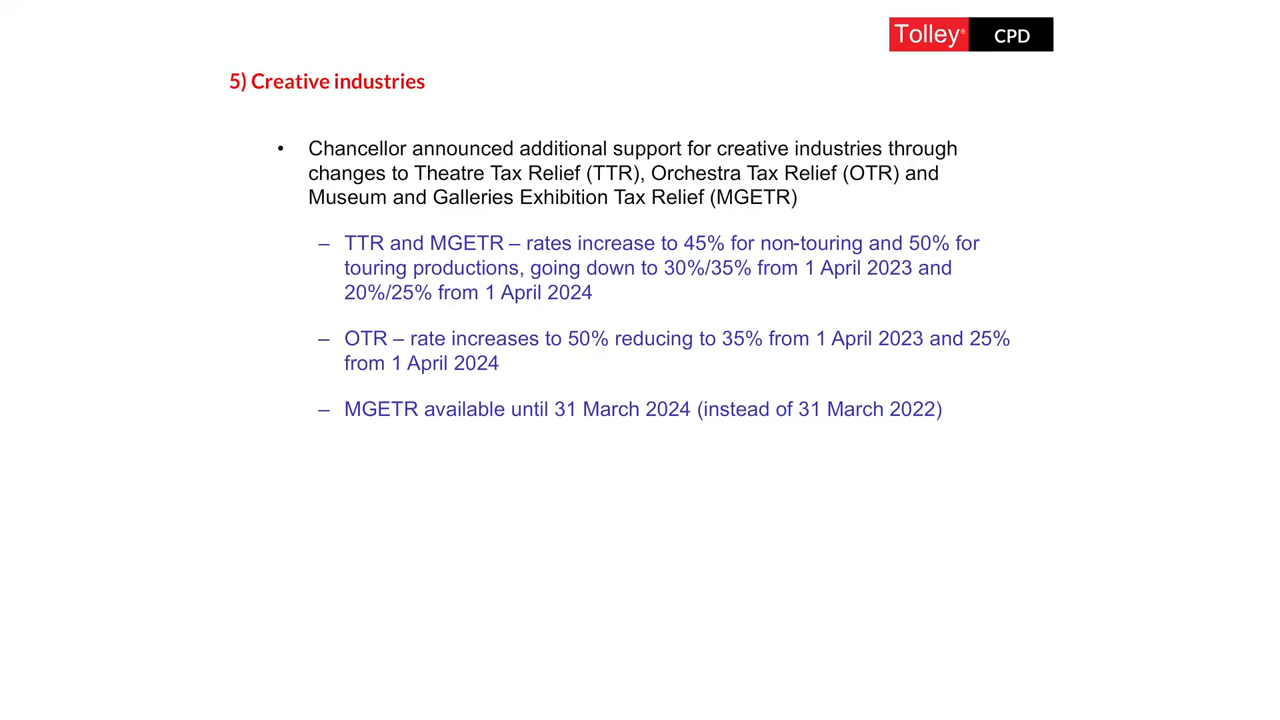 Tolley® CPD
5) Creative industries
• Chancellor announced additional support for creative industries through
changes to Theatre Tax Relief (TTR), Orchestra Tax Relief (OTR) and
Museum and Galleries Exhibition Tax Relief (MGETR)
– TTR and MGETR – rates increase to 45% for non-touring and 50% for
touring productions, going down to 30%/35% from 1 April 2023 and
20%/25% from 1 April 2024
– OTR – rate increases to 50% reducing to 35% from 1 April 2023 and 25%
from 1 April 2024
– MGETR available until 31 March 2024 (instead of 31 March 2022)